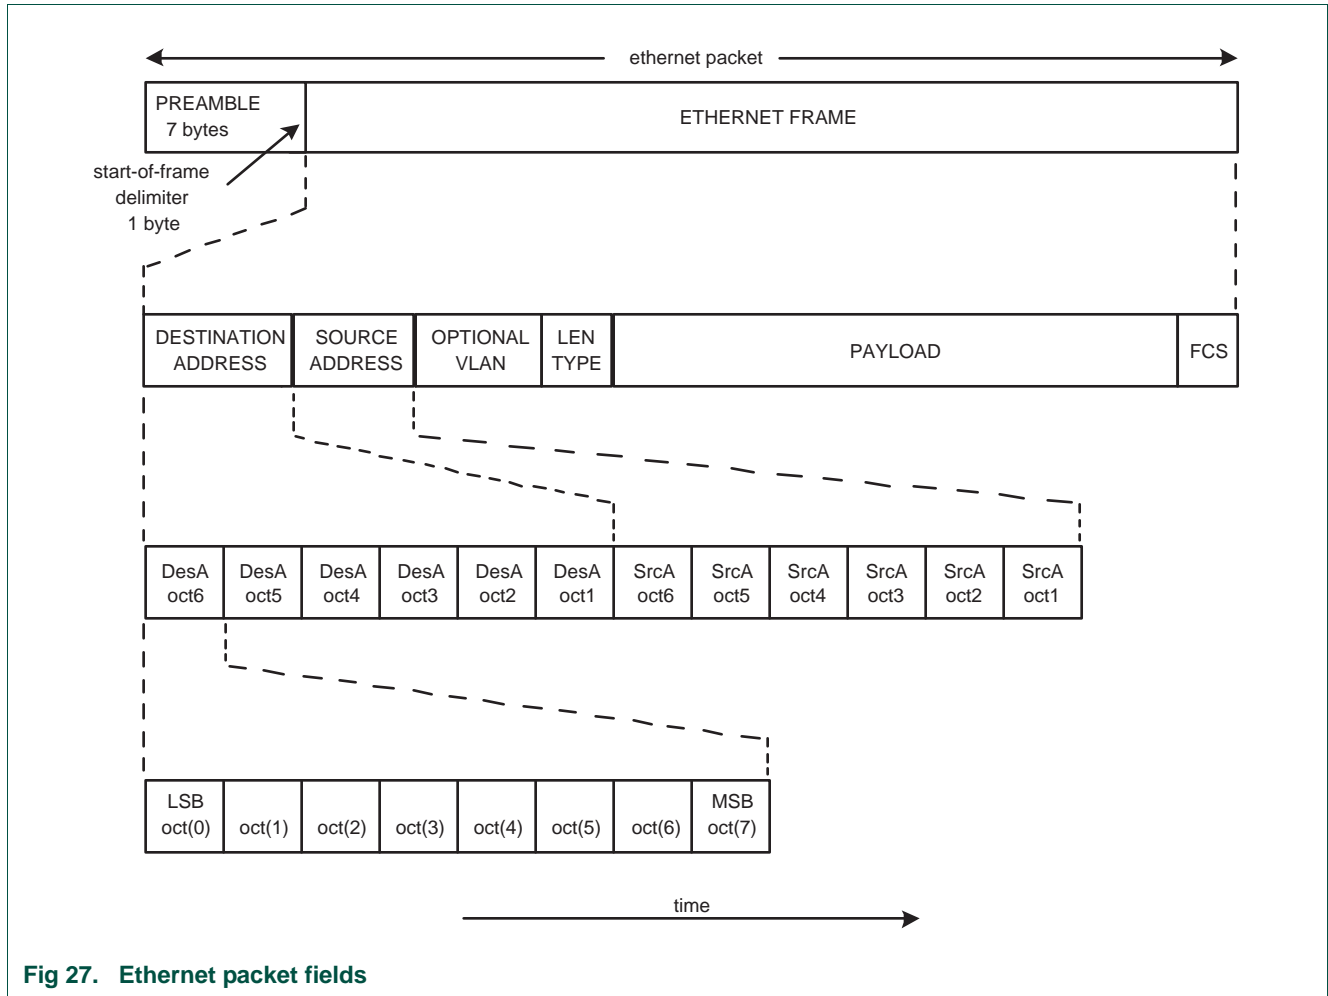 ethernet packet
PREAMBLE
7 bytes
ETHERNET FRAME
start-of-frame
delimiter
1 byte
DESTINATION
ADDRESS
SOURCE
ADDRESS
OPTIONAL
VLAN
LEN
TYPE
PAYLOAD
FCS
DesA
oct6
DesA
oct5
DesA
oct4
DesA
oct3
DesA
oct2
DesA
oct1
SrcA
oct6
SrcA
oct5
SrcA
oct4
SrcA
oct3
SrcA
oct2
SrcA
oct1
LSB
oct(0)
oct(1)
oct(2)
oct(3)
oct(4)
oct(5)
oct(6)
MSB
oct(7)
time
Fig 27. Ethernet packet fields